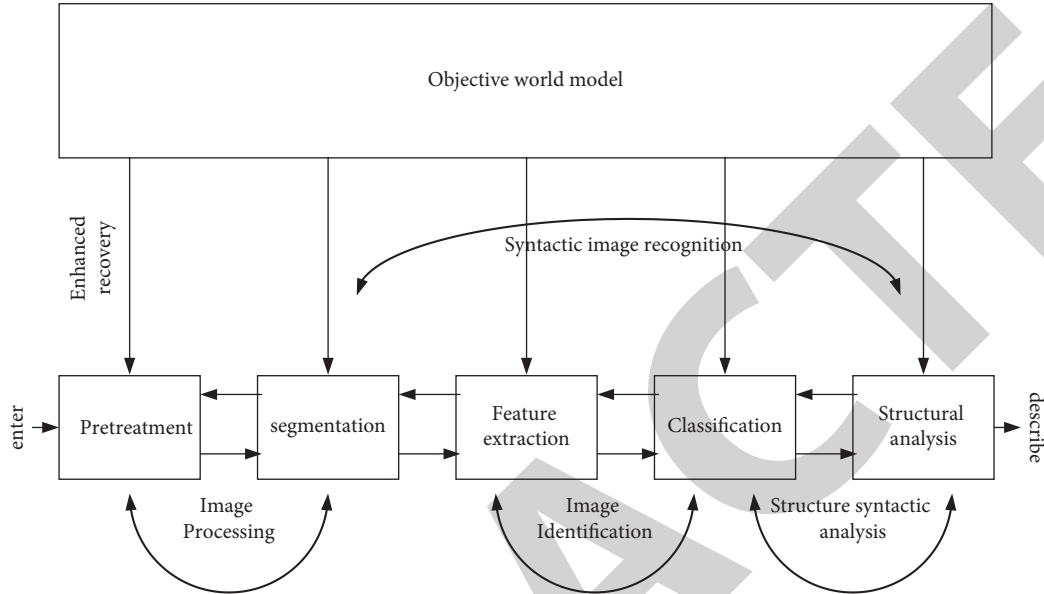 Objective world model
Enhanced
recovery
Syntactic image recognition
enter
Pretreatment
segmentation
Feature
extraction
Classification
Structural
analysis
describe
Image
Processing
Image
Identification
Structure syntactic
analysis
ACTE